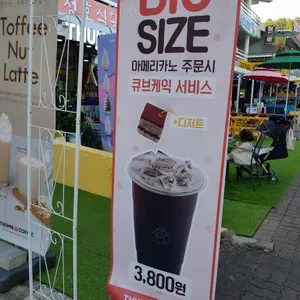 Toffee
Nut
Latte
BIG
SIZE
아메리카노 주문시
큐브케익 서비스
+디저트
3,800원